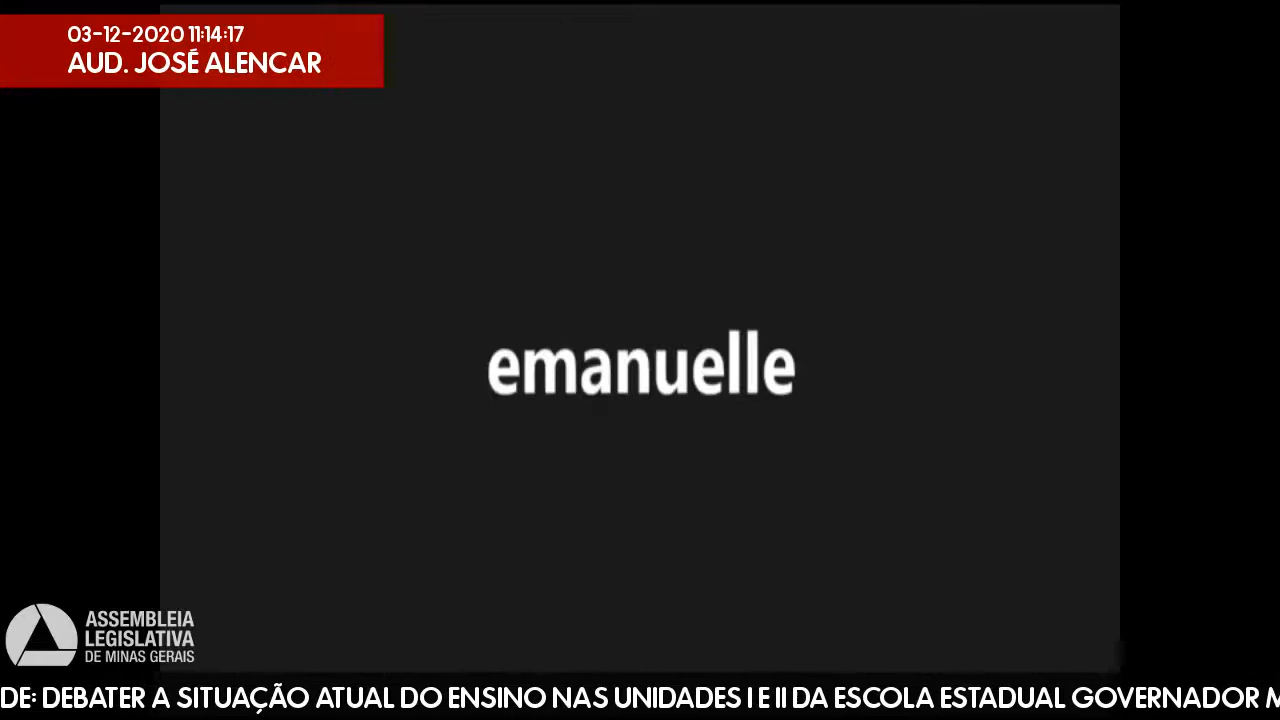 03-12-2020 11:14:17
AUD. JOSÉ ALENCAR
emanuelle
ASSEMBLEIA
LEGISLATIVA
DE MINAS GERAIS
DE: DEBATER A SITUAÇÃO ATUAL DO ENSINO NAS UNIDADES I E II DA ESCOLA ESTADUAL GOVERNADOR M